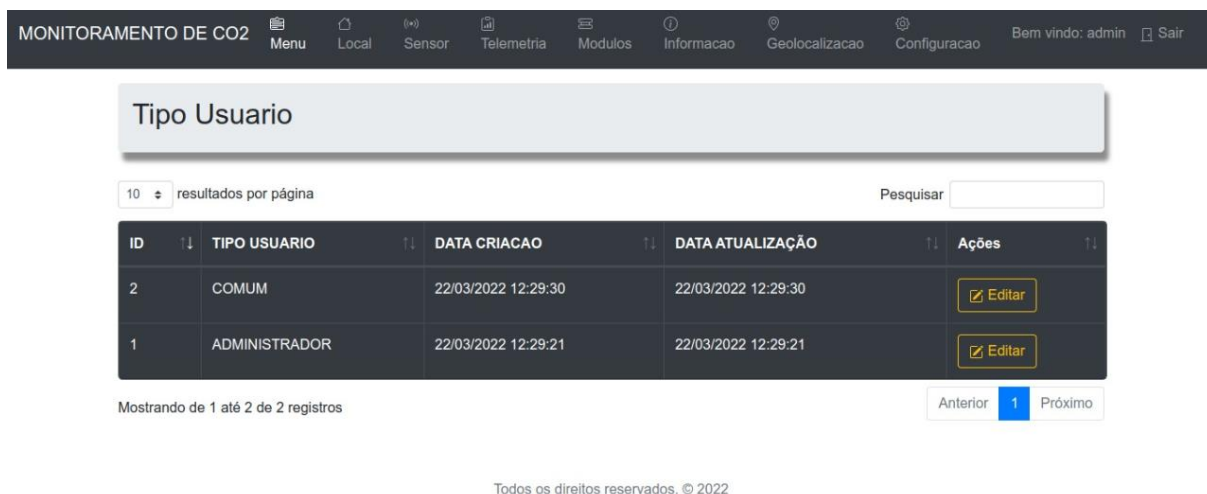 MONITORAMENTO DE CO2 Menu Local Sensor Telemetria Modulos Informacao Geolocalizacao Configuracao Bem vindo: admin Sair
Tipo Usuario
10 resultados por página Pesquisar
ID TIPO USUARIO DATA CRIACAO DATA ATUALIZAÇÃO Ações
2 COMUM 22/03/2022 12:29:30 22/03/2022 12:29:30 Editar
1 ADMINISTRADOR 22/03/2022 12:29:21 22/03/2022 12:29:21 Editar
Mostrando de 1 até 2 de 2 registros Anterior 1 Próximo
Todos os direitos reservados. © 2022